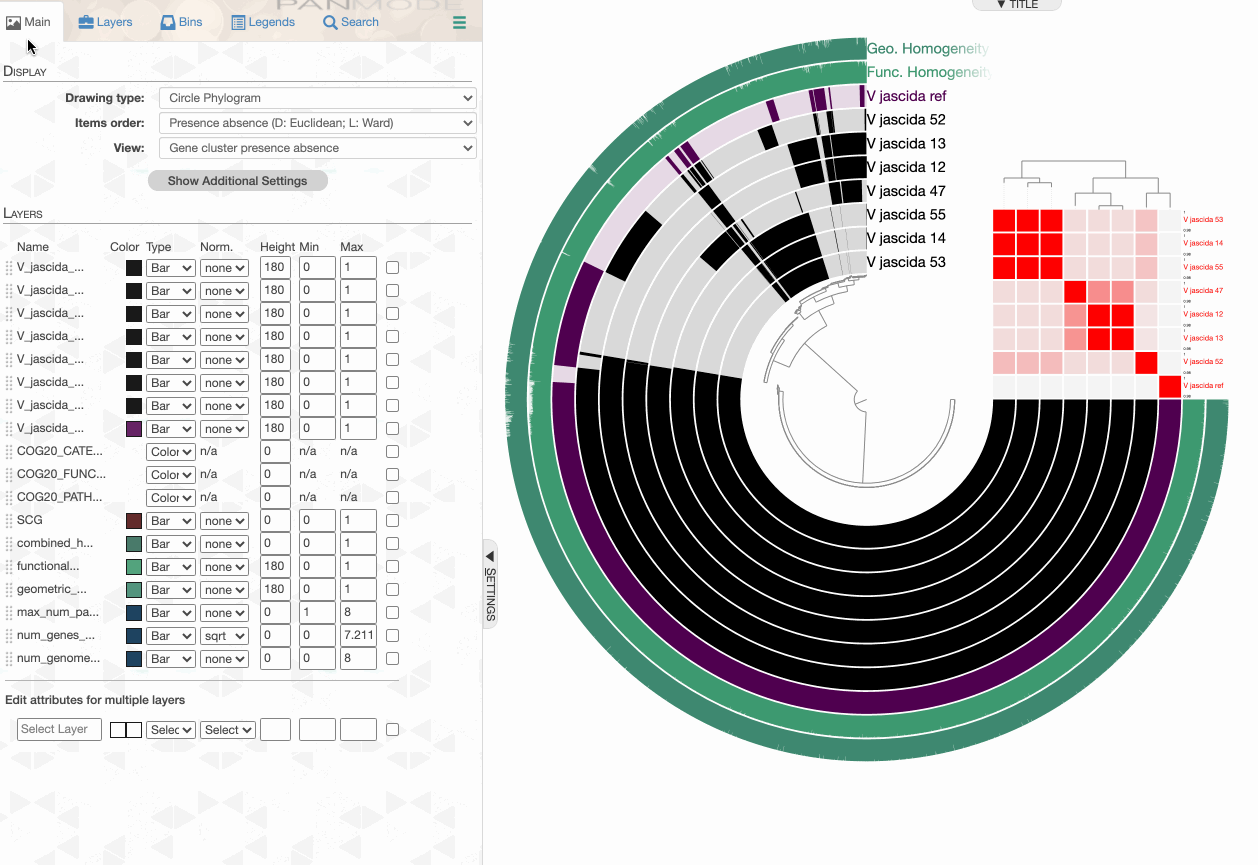 PANMODE
Main Layers Bins Legends Search
DISPLAY
Drawing type: Circle Phylogram
Items order: Presence absence (D: Euclidean; L: Ward)
View: Gene cluster presence absence
Show Additional Settings
LAYERS
Name Color Type Norm. Height Min Max
V_jascida_... Bar none 180 0 1
V_jascida_... Bar none 180 0 1
V_jascida_... Bar none 180 0 1
V_jascida_... Bar none 180 0 1
V_jascida_... Bar none 180 0 1
V_jascida_... Bar none 180 0 1
V_jascida_... Bar none 180 0 1
V_jascida_... Bar none 180 0 1
COG20_CATE... Color n/a 0 n/a n/a
COG20_FUNC... Color n/a 0 n/a n/a
COG20_PATH... Color n/a 0 n/a n/a
SCG Bar none 0 0 1
combined_h... Bar none 0 0 1
functional... Bar none 180 0 1
geometric_... Bar none 180 0 1
max_num_pa... Bar none 0 1 8
num_genes_... Bar sqrt 0 0 7.211
num_genome... Bar none 0 0 8
Edit attributes for multiple layers
Select Layer Selec Select
◀ SETTINGS
▼ TITLE
Geo. Homogeneity
Func. Homogeneity
V jascida ref
V jascida 52
V jascida 13
V jascida 12
V jascida 47
V jascida 55
V jascida 14
V jascida 53
V jascida 53
V jascida 14
V jascida 55
V jascida 47
V jascida 12
V jascida 13
V jascida 52
V jascida ref